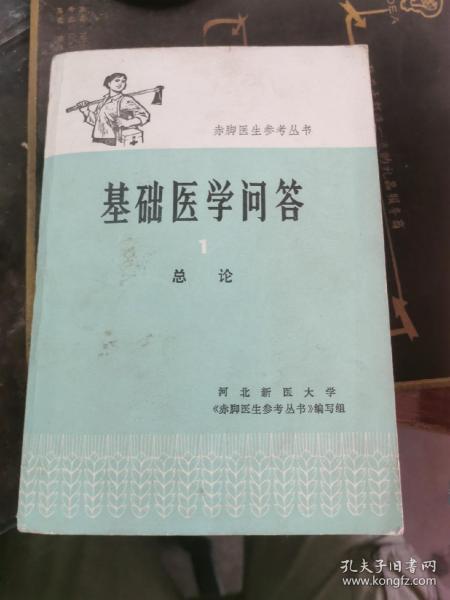 赤脚医生参考丛书
基础医学问答
1
总论
河北新医大学
《赤脚医生参考丛书》编写组
孔夫子旧书网
www.kongfz.com